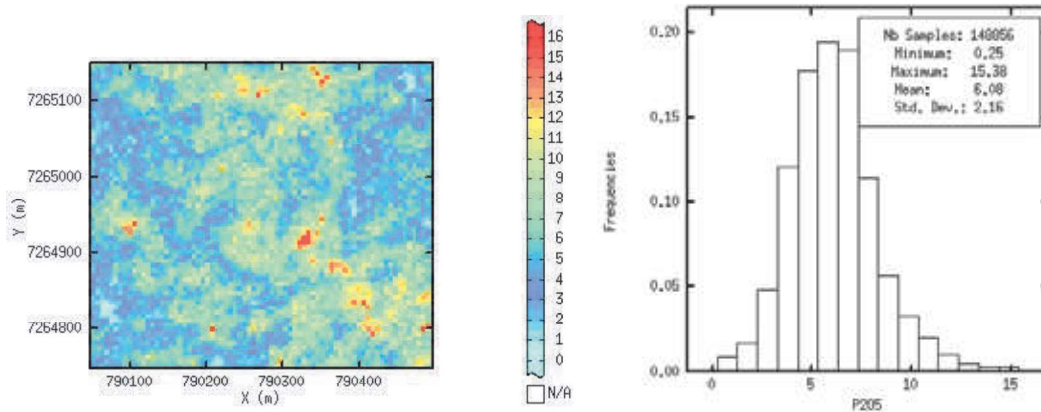 7265100
7265000
7264900
7264800
Y (m)
790100 790200 790300 790400
X (m)
16
15
14
13
12
11
10
9
8
7
6
5
4
3
2
1
0
N/A
0.20
0.15
0.10
0.05
0.00
Frequencies
Nb Samples: 148056
Minimum: 0.25
Maximum: 15.38
Mean: 6.08
Std. Dev.: 2.16
0 5 10 15
P2O5